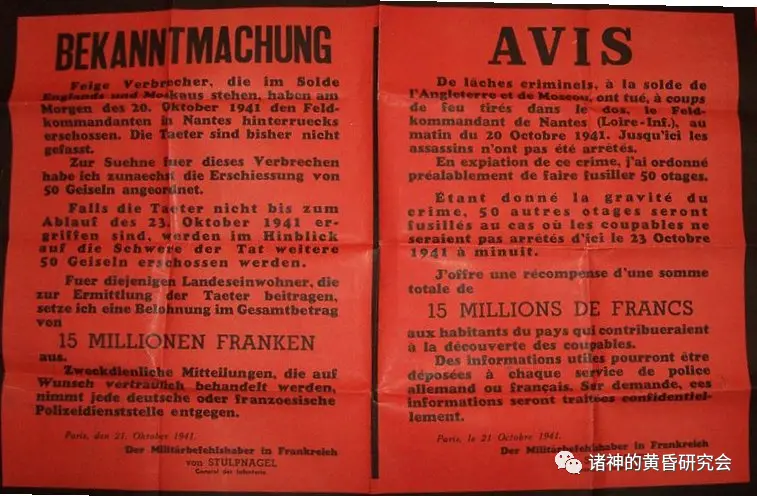 BEKANNTMACHUNG
Feige Verbrecher, die im Solde
Englands und Moskaus stehen, haben am
Morgen des 20. Oktober 1941 den Feld-
kommandanten in Nantes hinterruecks
erschossen. Die Taeter sind bisher nicht
gefasst.
Zur Suehne fuer dieses Verbrechen
habe ich zunaechst die Erschiessung von
50 Geiseln angeordnet.
Falls die Taeter nicht bis zum
Ablauf des 23. Oktober 1941 er-
griffen sind, werden im Hinblick
auf die Schwere der Tat weitere
50 Geiseln erschossen werden.
Fuer diejenigen Landeseinwohner, die
zur Ermittlung der Taeter beitragen,
setze ich eine Belohnung im Gesamtbetrag
von
15 MILLIONEN FRANKEN
aus.
Zweckdienliche Mitteilungen, die auf
Wunsch vertraulich behandelt werden,
nimmt jede deutsche oder franzoesische
Polizeidienststelle entgegen.
Paris, den 21. Oktober 1941.
Der Militärbefehlshaber in Frankreich
von STÜLPNAGEL
General der Infanterie
AVIS
De lâches criminels, à la solde de
l'Angleterre et de Moscou, ont tué, à coups
de feu tirés dans le dos, le Feld-
kommandant de Nantes (Loire-Inf.), au
matin du 20 Octobre 1941. Jusqu'ici les
assassins n'ont pas été arrêtés.
En expiation de ce crime, j'ai ordonné
préalablement de faire fusiller 50 otages.
Étant donné la gravité du
crime, 50 autres otages seront
fusillés au cas où les coupables ne
seraient pas arrêtés d'ici le 23 Octobre
1941 à minuit.
J'offre une récompense d'une somme
totale de
15 MILLIONS DE FRANCS
aux habitants du pays qui contribueraient
à la découverte des coupables.
Des informations utiles pourront être
déposées à chaque service de police
allemand ou français. Sur demande, ces
informations seront traitées confidentiel-
lement.
Paris, le 21 Octobre 1941.
Der Militärbefehlshaber in Frankreich
诸神的黄昏研究会